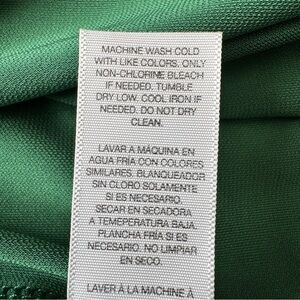 MACHINE WASH COLD
WITH LIKE COLORS. ONLY
NON-CHLORINE BLEACH
IF NEEDED. TUMBLE
DRY LOW. COOL IRON IF
NEEDED. DO NOT DRY
CLEAN.
LAVAR A MÁQUINA EN
AGUA FRÍA CON COLORES
SIMILARES. BLANQUEADOR
SIN CLORO SOLAMENTE
SI ES NECESARIO.
SECAR EN SECADORA
A TEMEPERATURA BAJA.
PLANCHA FRÍA SI ES
NECESARIO. NO LIMPIAR
EN SECO.
LAVER À LA MACHINE À